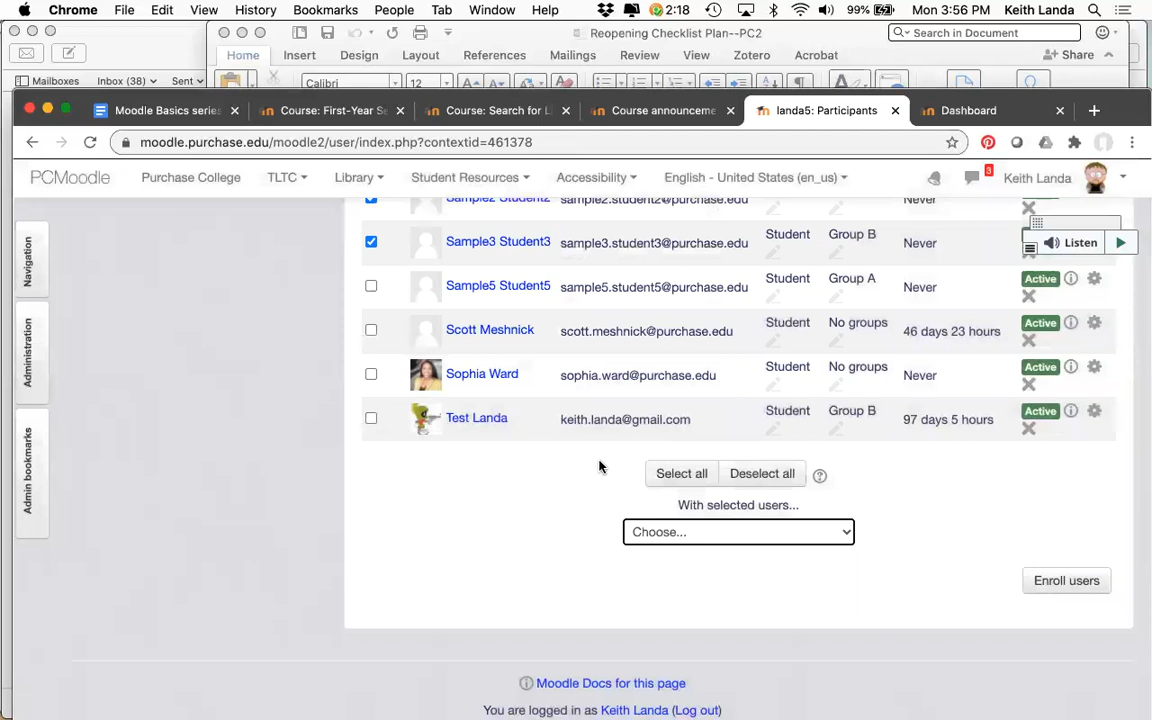 Chrome File Edit View History Bookmarks People Tab Window Help 2:18 99% Mon 3:56 PM Keith Landa
Reopening Checklist Plan--PC2 Search in Document
Home Insert Design Layout References Mailings Review View Zotero Acrobat Share
Mailboxes Inbox (38) Sent Calibri 12
Moodle Basics serie Course: First-Year Se Course: Search for L Course announceme landa5: Participants Dashboard
moodle.purchase.edu/moodle2/user/index.php?contextid=461378
PCMoodle Purchase College TLTC Library Student Resources Accessibility English - United States (en_us) 3 Keith Landa
Navigation
Administration
Admin bookmarks
Sample2 Student2 sample2.student2@purchase.edu Never
Sample3 Student3 sample3.student3@purchase.edu Student Group B Never
Listen
Sample5 Student5 sample5.student5@purchase.edu Student Group A Never Active
Scott Meshnick scott.meshnick@purchase.edu Student No groups 46 days 23 hours Active
Sophia Ward sophia.ward@purchase.edu Student No groups Never Active
Test Landa keith.landa@gmail.com Student Group B 97 days 5 hours Active
Select all Deselect all
With selected users...
Choose...
Enroll users
Moodle Docs for this page
You are logged in as Keith Landa (Log out)